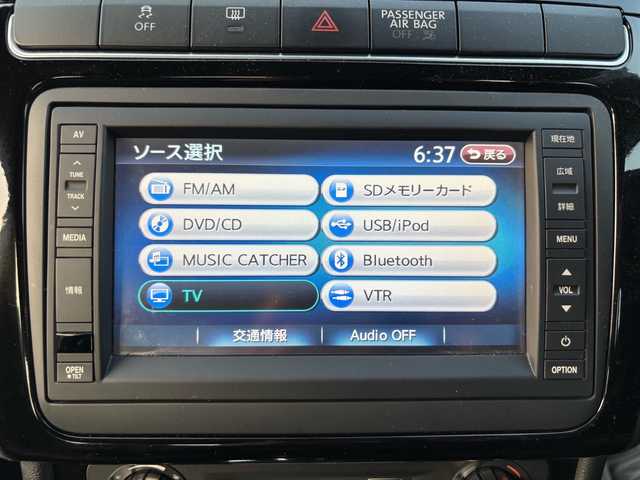 OFF
PASSENGER
AIR BAG
OFF
AV
TUNE
TRACK
MEDIA
情報
OPEN
TILT
ソース選択
6:37
戻る
FM/AM
SDメモリーカード
DVD/CD
USB/iPod
MUSIC CATCHER
Bluetooth
TV
VTR
交通情報
Audio OFF
現在地
広域
詳細
MENU
VOL
OPTION